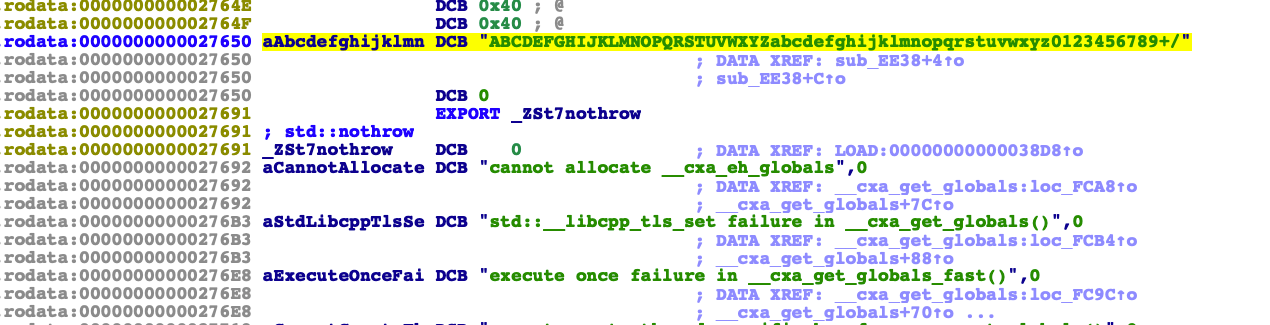 .rodata:000000000002764E DCB 0x40 ; @
.rodata:000000000002764F DCB 0x40 ; @
.rodata:0000000000027650 aAbcdefghijklmn DCB "ABCDEFGHIJKLMNOPQRSTUVWXYZabcdefghijklmnopqrstuvwxyz0123456789+/"
.rodata:0000000000027650 ; DATA XREF: sub_EE38+4↑o
.rodata:0000000000027650 ; sub_EE38+C↑o
.rodata:0000000000027650 DCB 0
.rodata:0000000000027691 EXPORT _ZSt7nothrow
.rodata:0000000000027691 ; std::nothrow
.rodata:0000000000027691 _ZSt7nothrow DCB 0 ; DATA XREF: LOAD:00000000000038D8↑o
.rodata:0000000000027692 aCannotAllocate DCB "cannot allocate __cxa_eh_globals",0
.rodata:0000000000027692 ; DATA XREF: __cxa_get_globals:loc_FCA8↑o
.rodata:0000000000027692 ; __cxa_get_globals+7C↑o
.rodata:00000000000276B3 aStdLibcppTlsSe DCB "std::__libcpp_tls_set failure in __cxa_get_globals()",0
.rodata:00000000000276B3 ; DATA XREF: __cxa_get_globals:loc_FCB4↑o
.rodata:00000000000276B3 ; __cxa_get_globals+88↑o
.rodata:00000000000276E8 aExecuteOnceFai DCB "execute once failure in __cxa_get_globals_fast()",0
.rodata:00000000000276E8 ; DATA XREF: __cxa_get_globals:loc_FC9C↑o
.rodata:00000000000276E8 ; __cxa_get_globals+70↑o ...